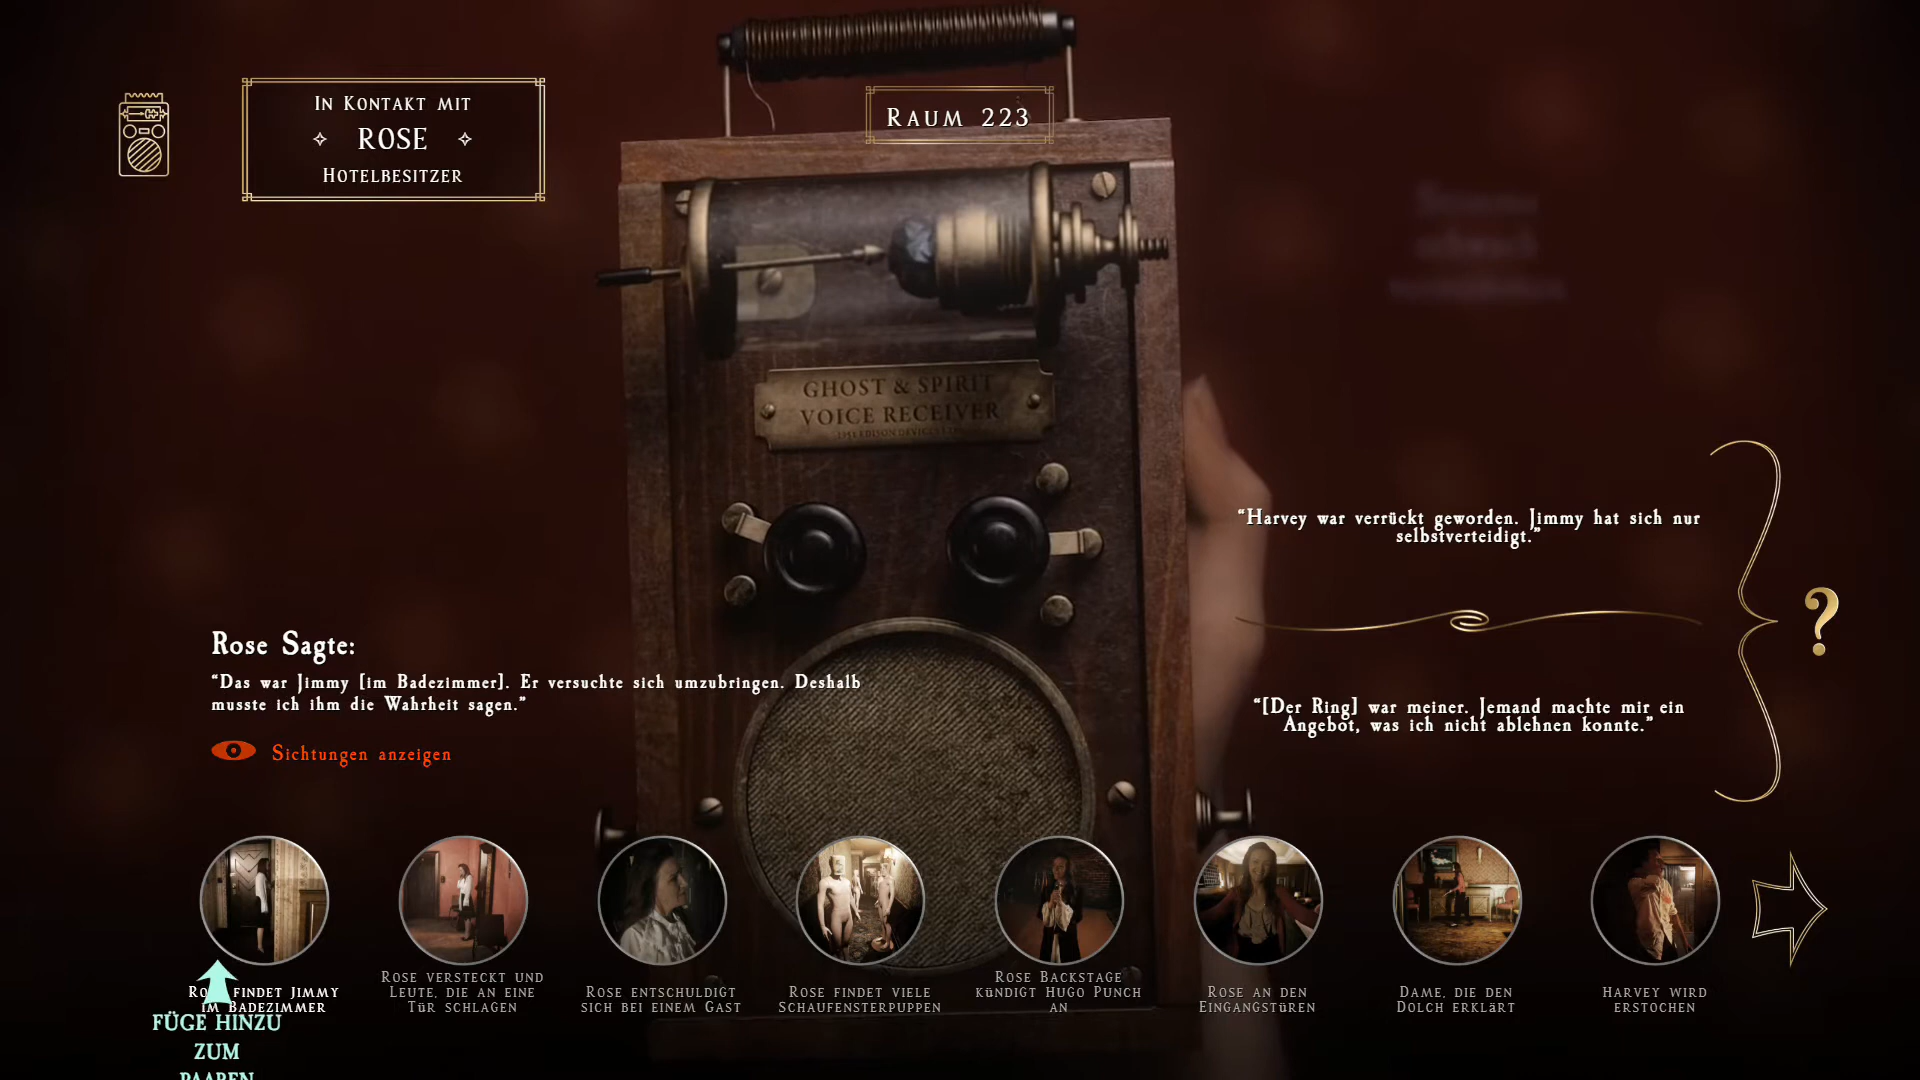 In Kontakt mit
ROSE
Hotelbesitzer
Raum 223
GHOST & SPIRIT
VOICE RECEIVER
“Harvey war verrückt geworden. Jimmy hat sich nur
selbstverteidigt.”
?
Rose Sagte:
“Das war Jimmy [im Badezimmer]. Er versuchte sich umzubringen. Deshalb
musste ich ihm die Wahrheit sagen.”
“[Der Ring] war meiner. Jemand machte mir ein
Angebot, was ich nicht ablehnen konnte.”
Sichtungen anzeigen
findet Jimmy
im Badezimmer
Rose versteckt und
Leute, die an eine
Tür schlagen
Rose entschuldigt
sich bei einem Gast
Rose findet viele
Schaufensterpuppen
Rose Backstage
kündigt Hugo Punch
an
Rose an den
Eingangstüren
Dame, die den
Dolch erklärt
Harvey wird
erstochen
FÜGE HINZU
ZUM